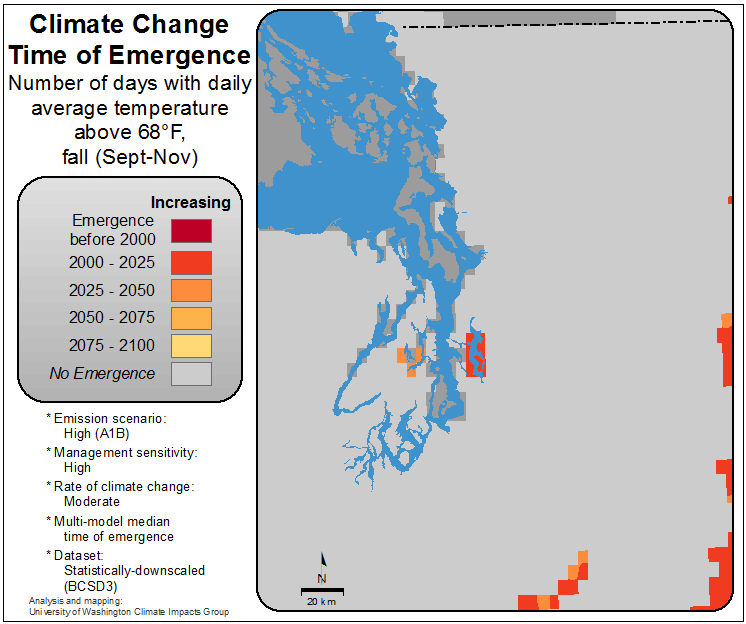 Climate Change
Time of Emergence
Number of days with daily
average temperature
above 68°F,
fall (Sept-Nov)
Increasing
Emergence
before 2000
2000 - 2025
2025 - 2050
2050 - 2075
2075 - 2100
No Emergence
* Emission scenario:
High (A1B)
* Management sensitivity:
High
* Rate of climate change:
Moderate
* Multi-model median
time of emergence
* Dataset:
Statistically-downscaled
(BCSD3)
Analysis and mapping:
University of Washington Climate Impacts Group
N
20 km